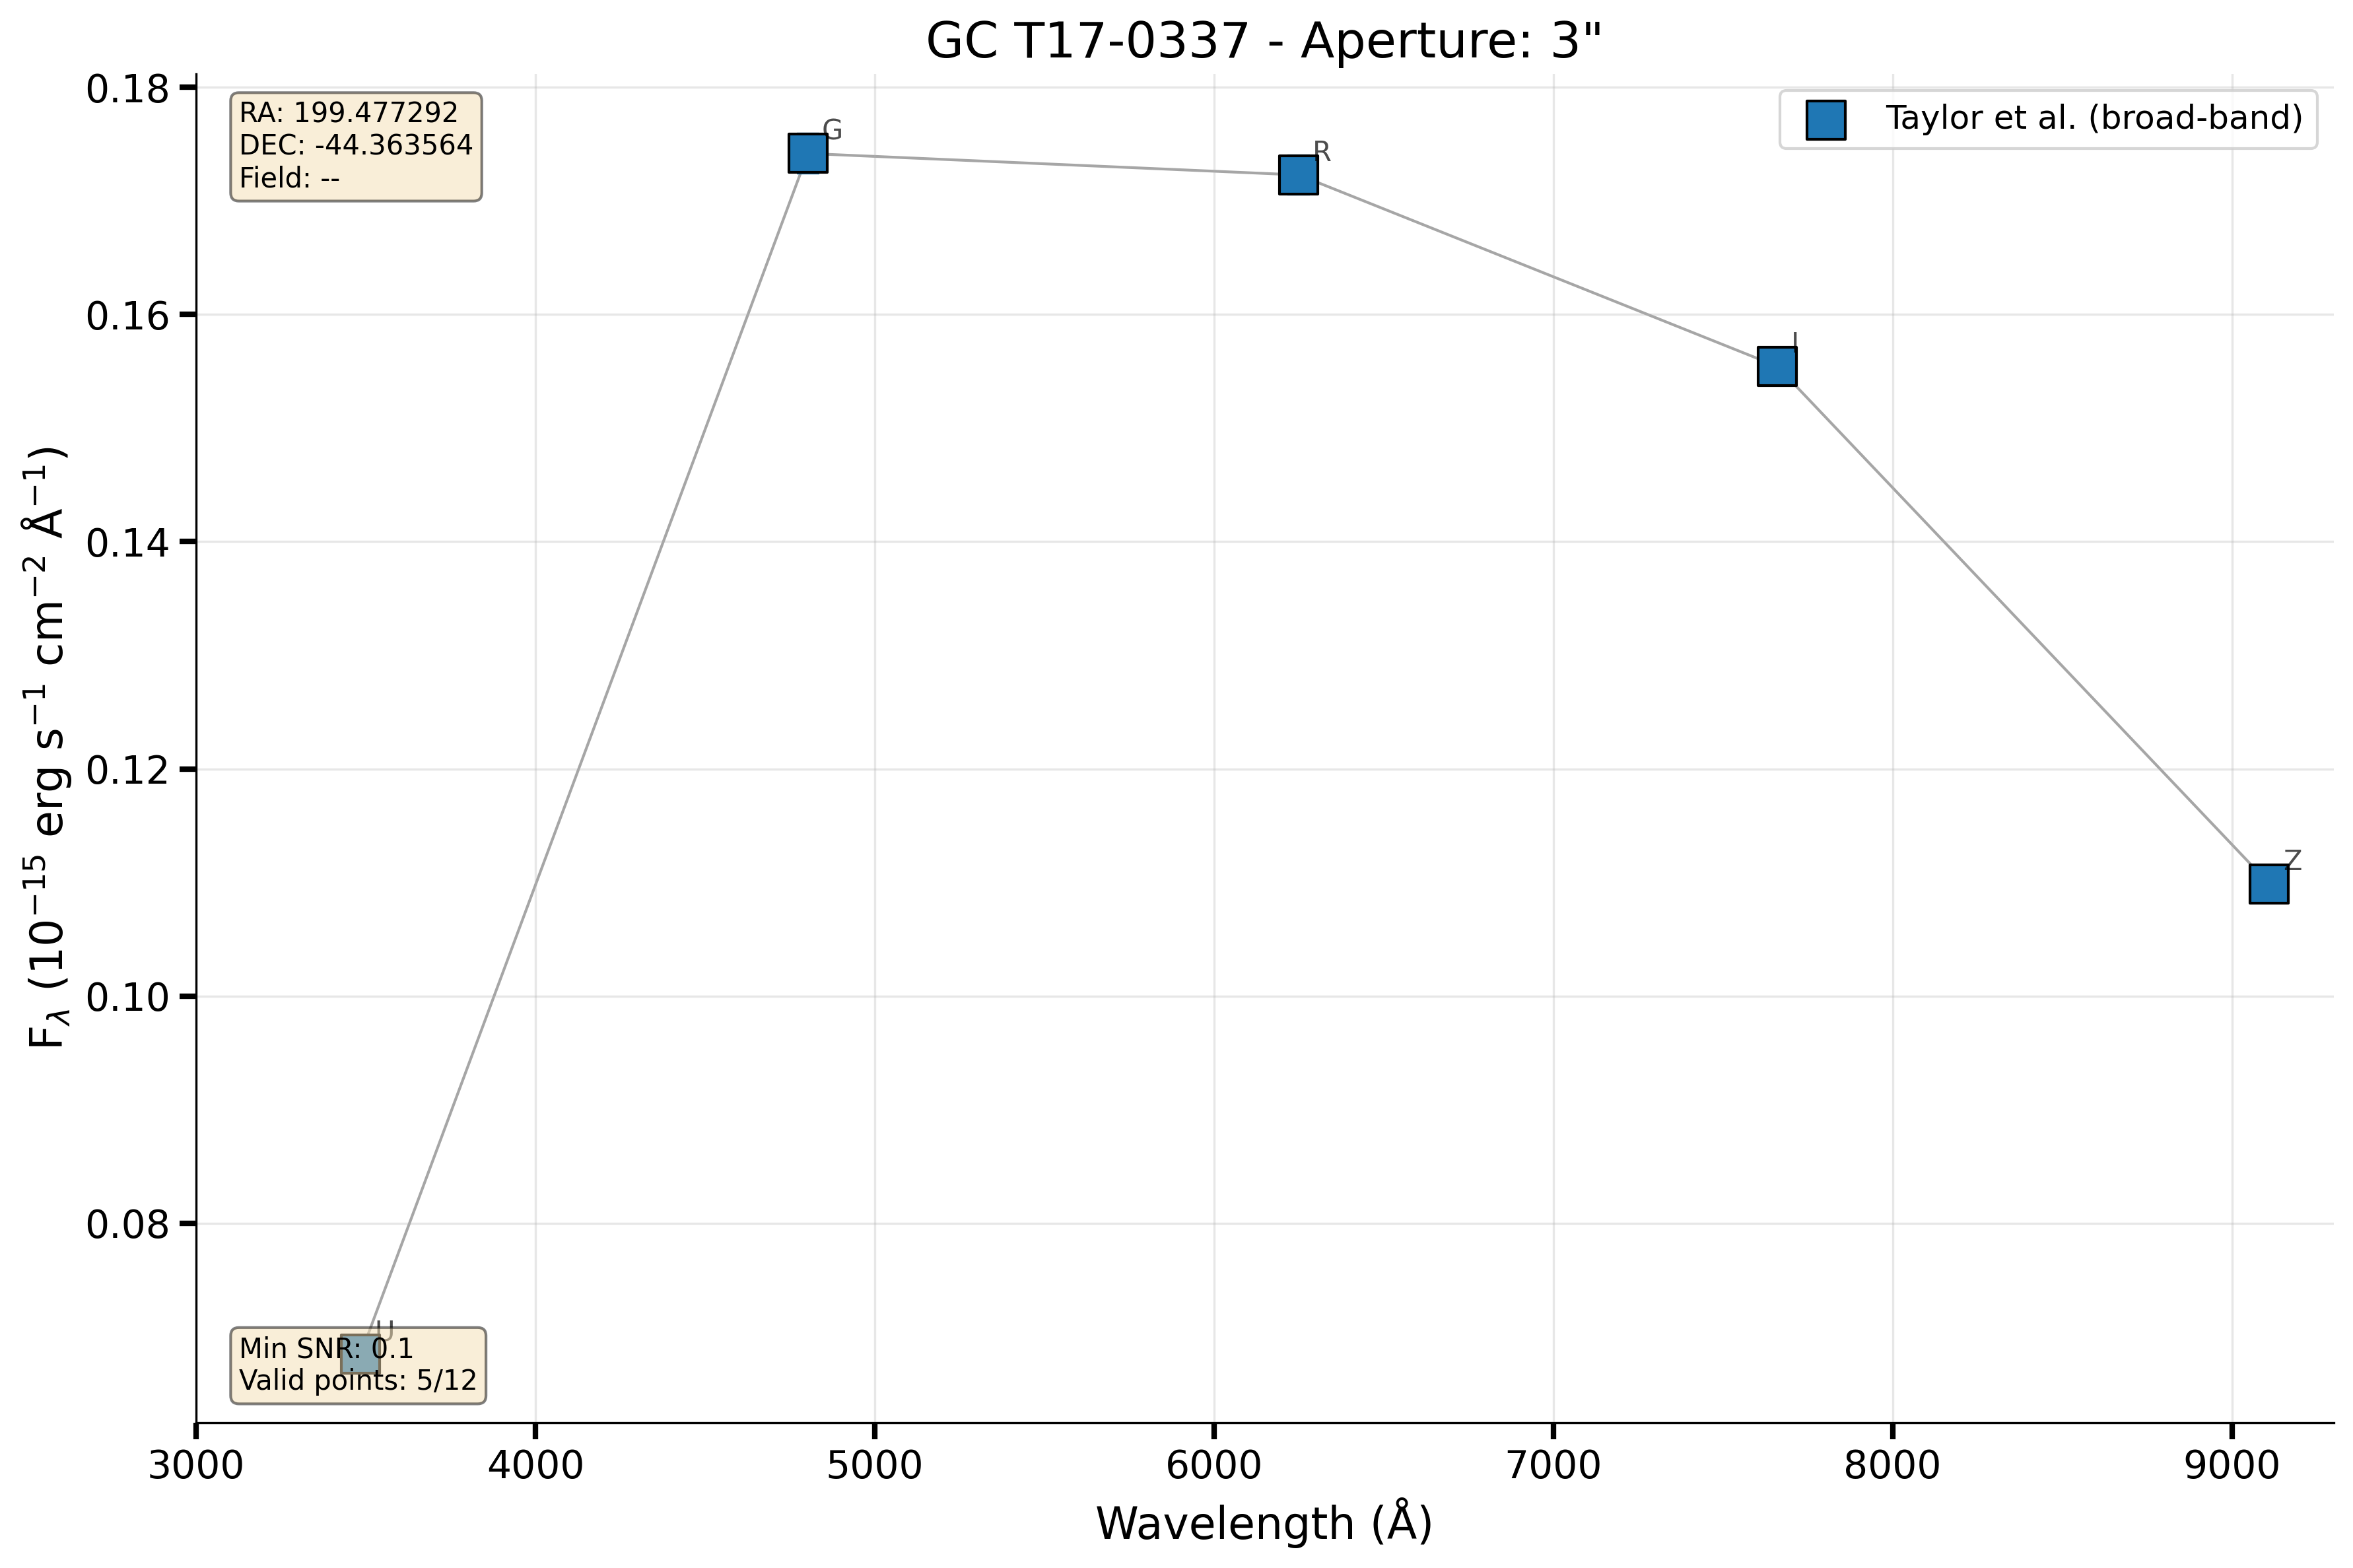 GC T17-0337 - Aperture: 3"
RA: 199.477292
DEC: -44.363564
Field: --
Taylor et al. (broad-band)
G
R
I
Z
U
Min SNR: 0.1
Valid points: 5/12
0.18
0.16
0.14
0.12
0.10
0.08
F_λ (10⁻¹⁵ erg s⁻¹ cm⁻² Å⁻¹)
3000 4000 5000 6000 7000 8000 9000
Wavelength (Å)